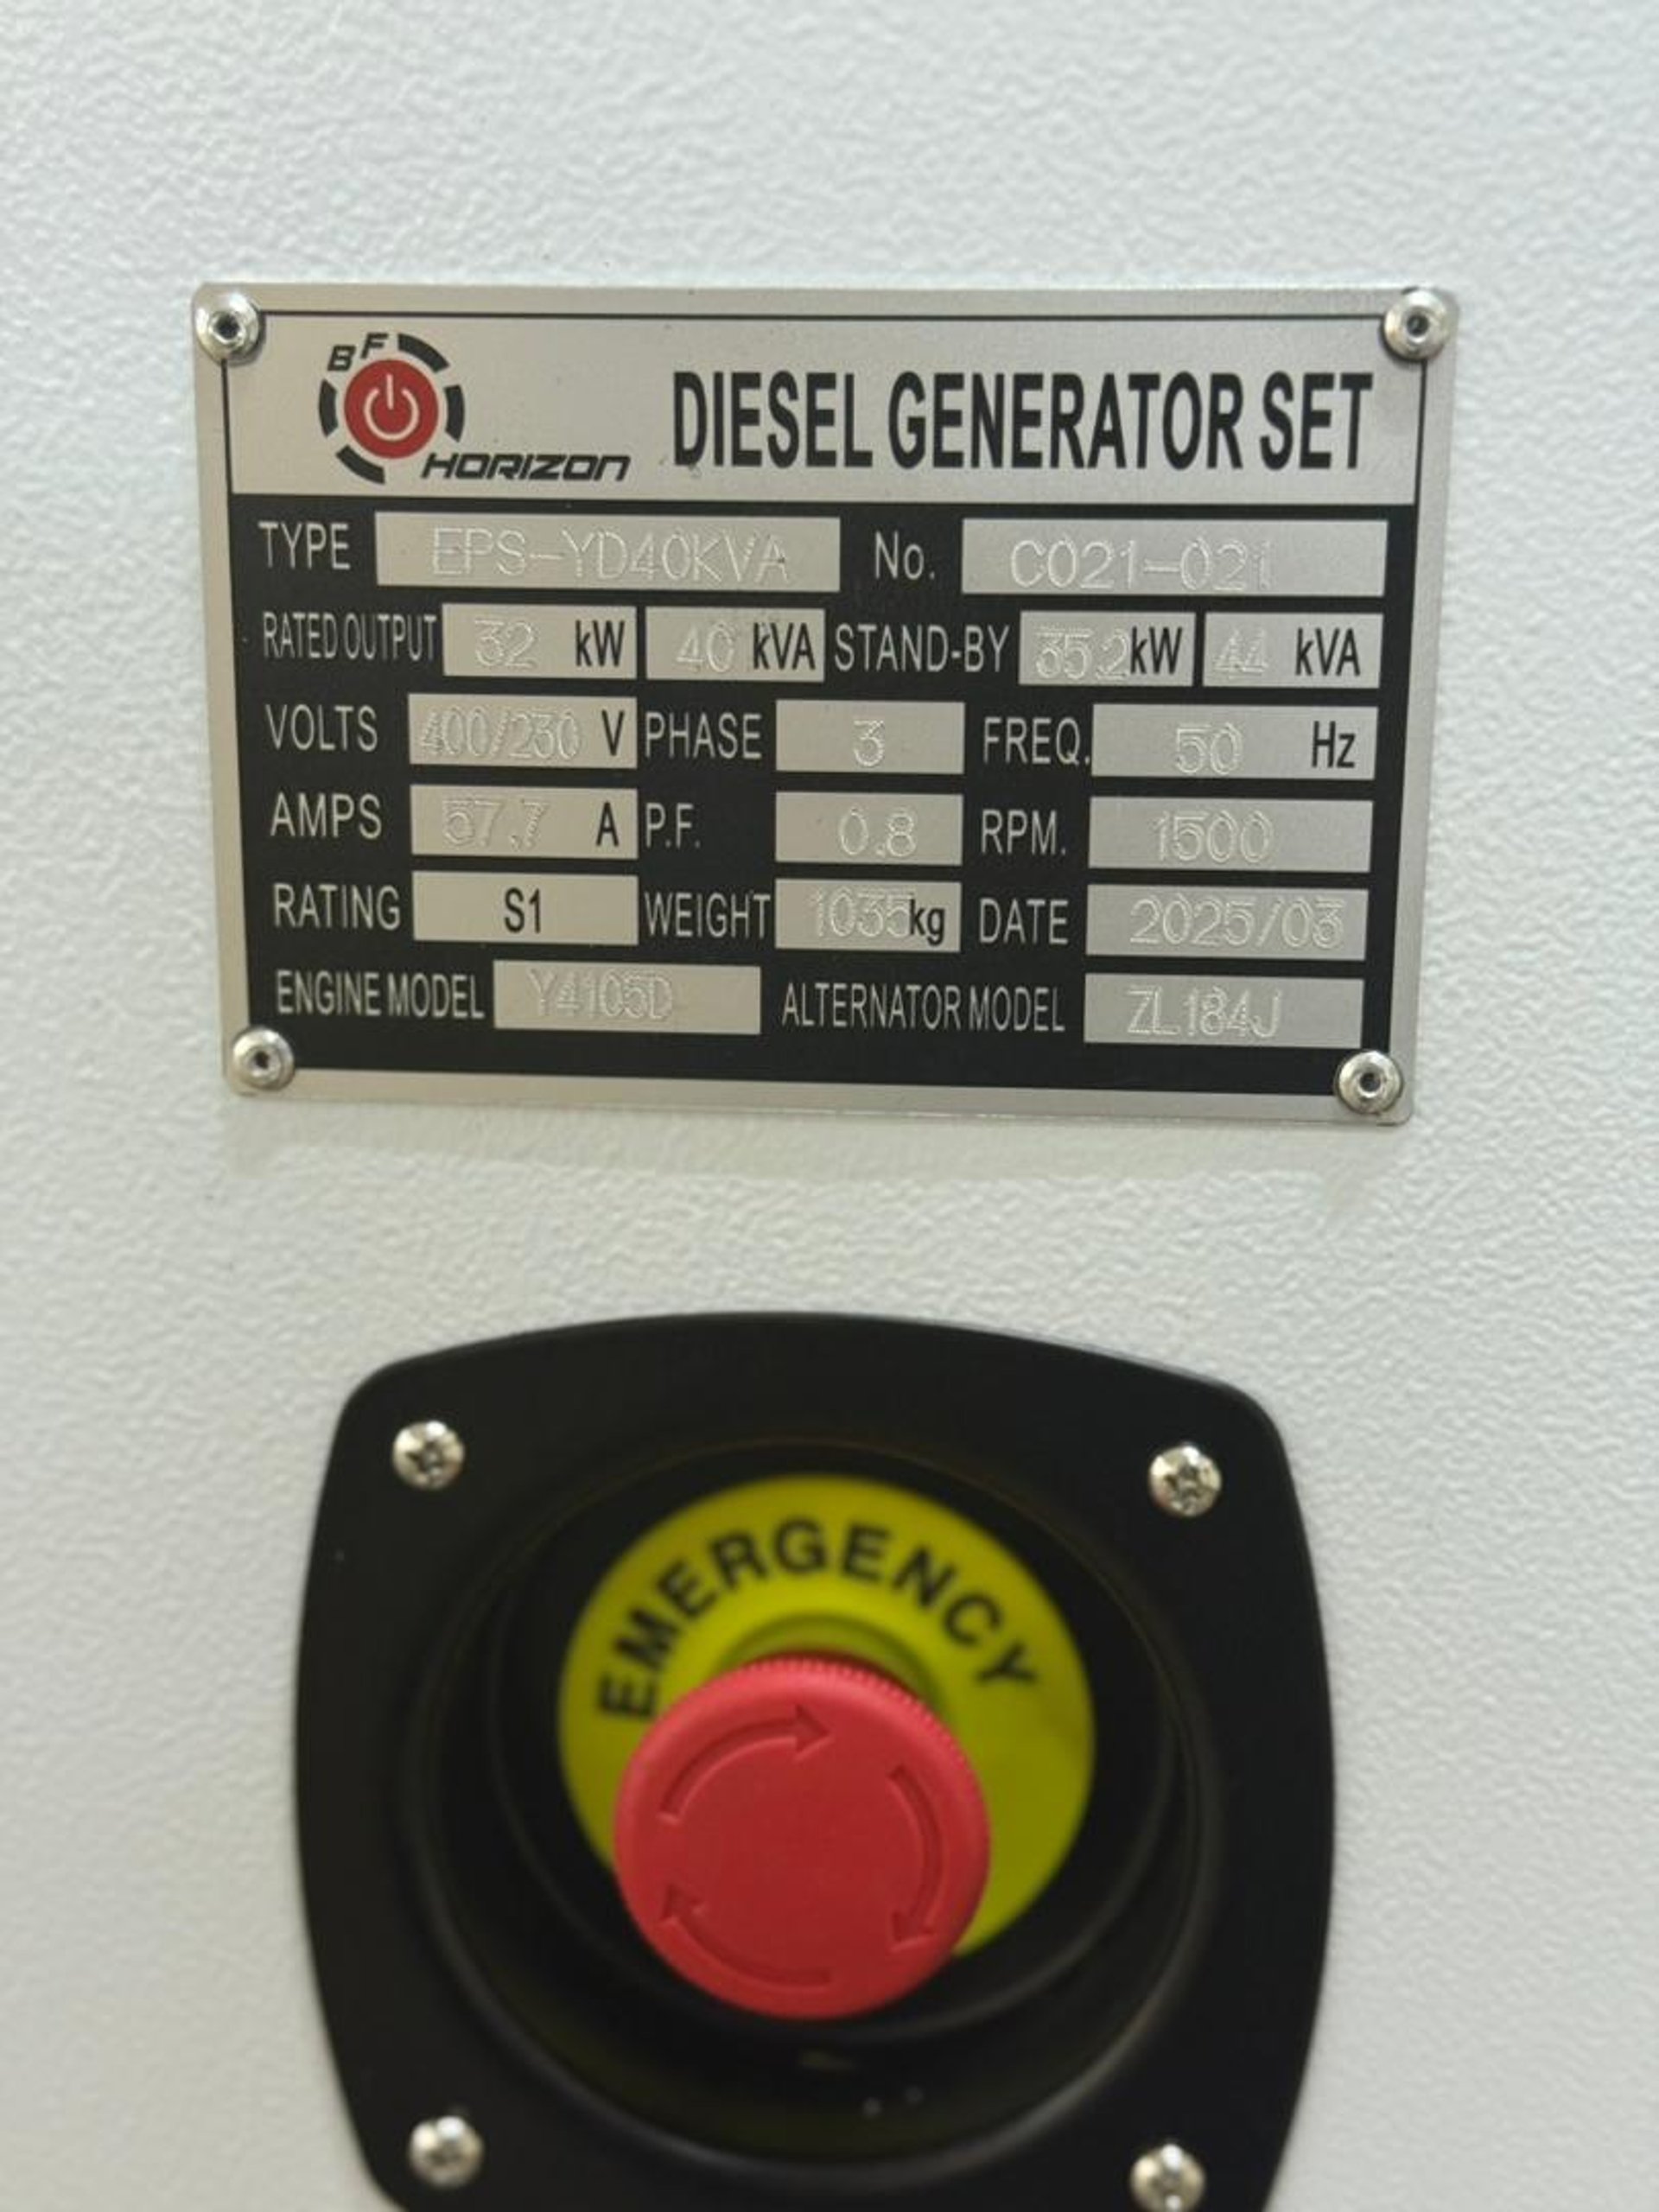 BF HORIZON DIESEL GENERATOR SET
TYPE EPS-YD40KVA No. C021-021
RATED OUTPUT 32 kW 40 kVA STAND-BY 35.2 kW 44 kVA
VOLTS 400/230 V PHASE 3 FREQ. 50 Hz
AMPS 57.7 A P.F. 0.8 RPM. 1500
RATING S1 WEIGHT 1035 kg DATE 2025/03
ENGINE MODEL Y4105D ALTERNATOR MODEL ZL184J
EMERGENCY